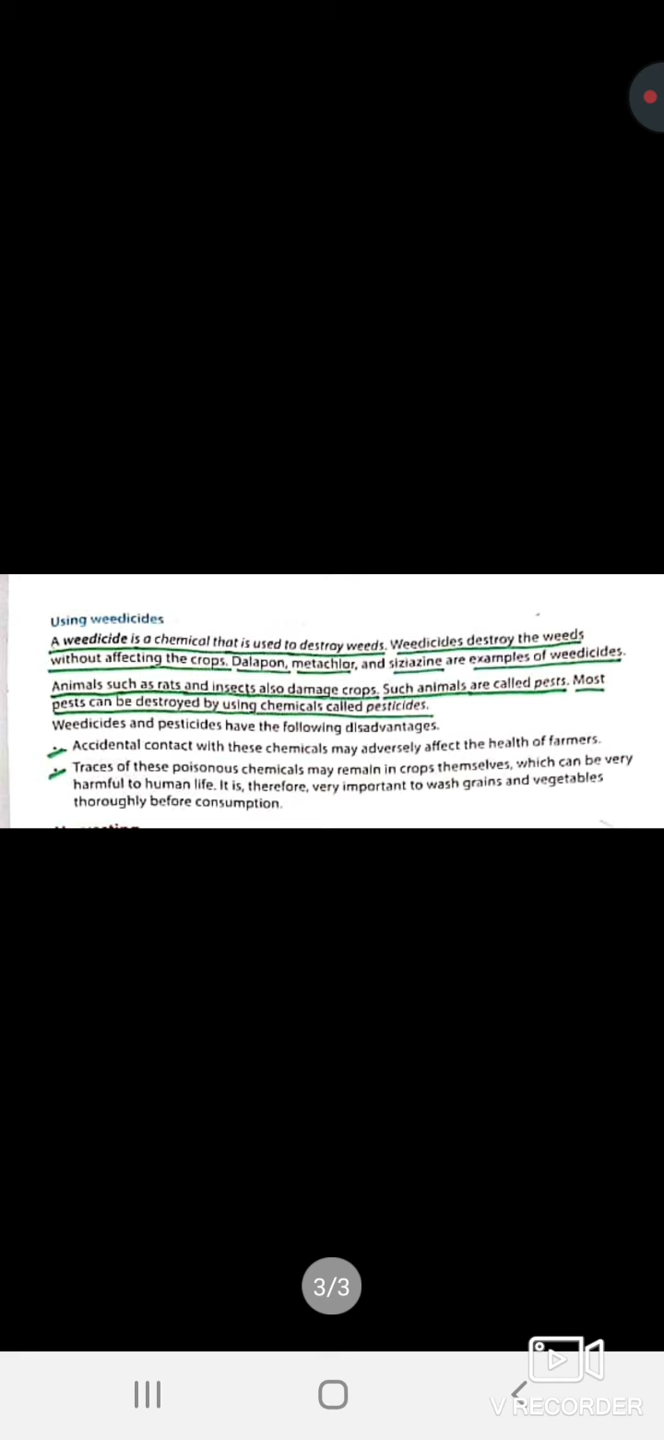 Using weedicides
A weedicide is a chemical that is used to destroy weeds. Weedicides destroy the weeds
without affecting the crops. Dalapon, metachlor, and siziazine are examples of weedicides.
Animals such as rats and insects also damage crops. Such animals are called pests. Most
pests can be destroyed by using chemicals called pesticides.
Weedicides and pesticides have the following disadvantages.
Accidental contact with these chemicals may adversely affect the health of farmers.
Traces of these poisonous chemicals may remain in crops themselves, which can be very
harmful to human life. It is, therefore, very important to wash grains and vegetables
thoroughly before consumption.
3/3
V RECORDER